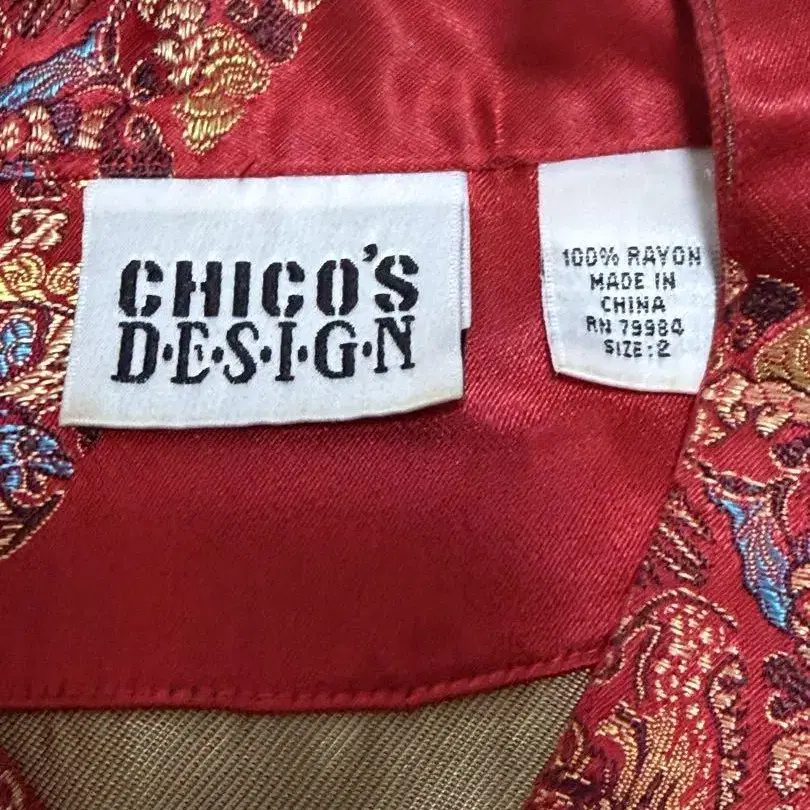 CHICO'S
D·E·S·I·G·N
100% RAYON
MADE IN
CHINA
RN 79984
SIZE:2